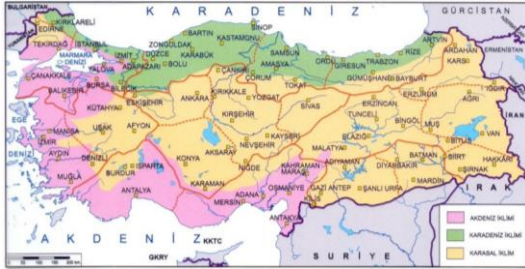 BULGARİSTAN
KARADENİZ
GÜRCİSTAN
KIRKLARELİ
EDİRNE
TEKİRDAĞ
İSTANBUL
MARMARA
DENİZİ
YALOVA
İZMİT
ADAPAZARI
DÜZCE
BOLU
ZONGULDAK
BARTIN
KARABÜK
KASTAMONU
SİNOP
SAMSUN
AMASYA
ÇANKIRI
ÇORUM
TOKAT
ORDU
GİRESUN
TRABZON
GÜMÜŞHANE
BAYBURT
RİZE
ARTVİN
ARDAHAN
KARS
ERMENİSTAN
IĞDIR
ÇANAKKALE
BALIKESİR
BURSA
BİLECİK
ESKİŞEHİR
KÜTAHYA
ANKARA
KIRIKKALE
YOZGAT
SİVAS
ERZİNCAN
ERZURUM
AĞRI
İRAN
EGE
DENİZİ
MANİSA
İZMİR
UŞAK
AFYON
KIRŞEHİR
NEVŞEHİR
KAYSERİ
AKSARAY
NİĞDE
MALATYA
ELAZIĞ
TUNCELİ
BİNGÖL
MUŞ
BİTLİS
VAN
AYDIN
DENİZLİ
MUĞLA
BURDUR
ISPARTA
ANTALYA
KONYA
KARAMAN
MERSİN
ADANA
OSMANİYE
KAHRAMAN
MARAŞ
ADIYAMAN
GAZİ ANTEP
KİLİS
ŞANLI URFA
DİYARBAKIR
BATMAN
MARDİN
SİİRT
ŞIRNAK
HAKKARİ
ANTAKYA
IRAK
SURİYE
AKDENİZ
KKTC
GKRY
AKDENİZ İKLİMİ
KARADENİZ İKLİMİ
KARASAL İKLİM